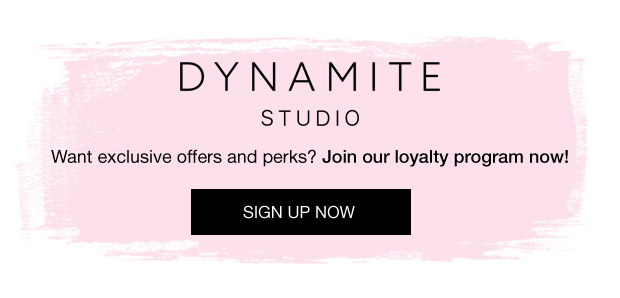 DYNAMITE
STUDIO
Want exclusive offers and perks? Join our loyalty program now!
SIGN UP NOW